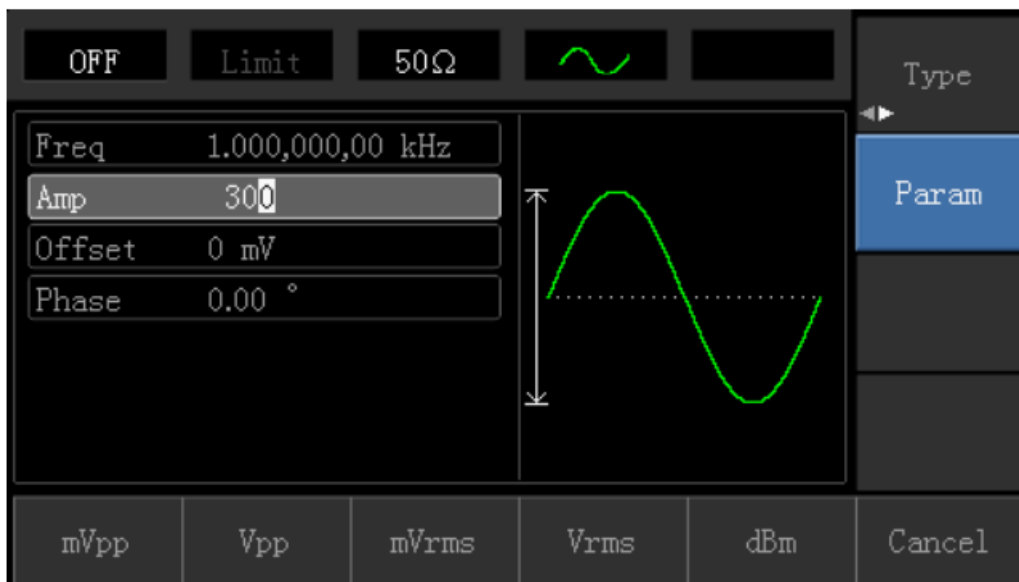 OFF Limit 50Ω
Type
Freq 1.000,000,00 kHz
Amp 300
Param
Offset 0 mV
Phase 0.00 °
mVpp Vpp mVrms Vrms dBm Cancel